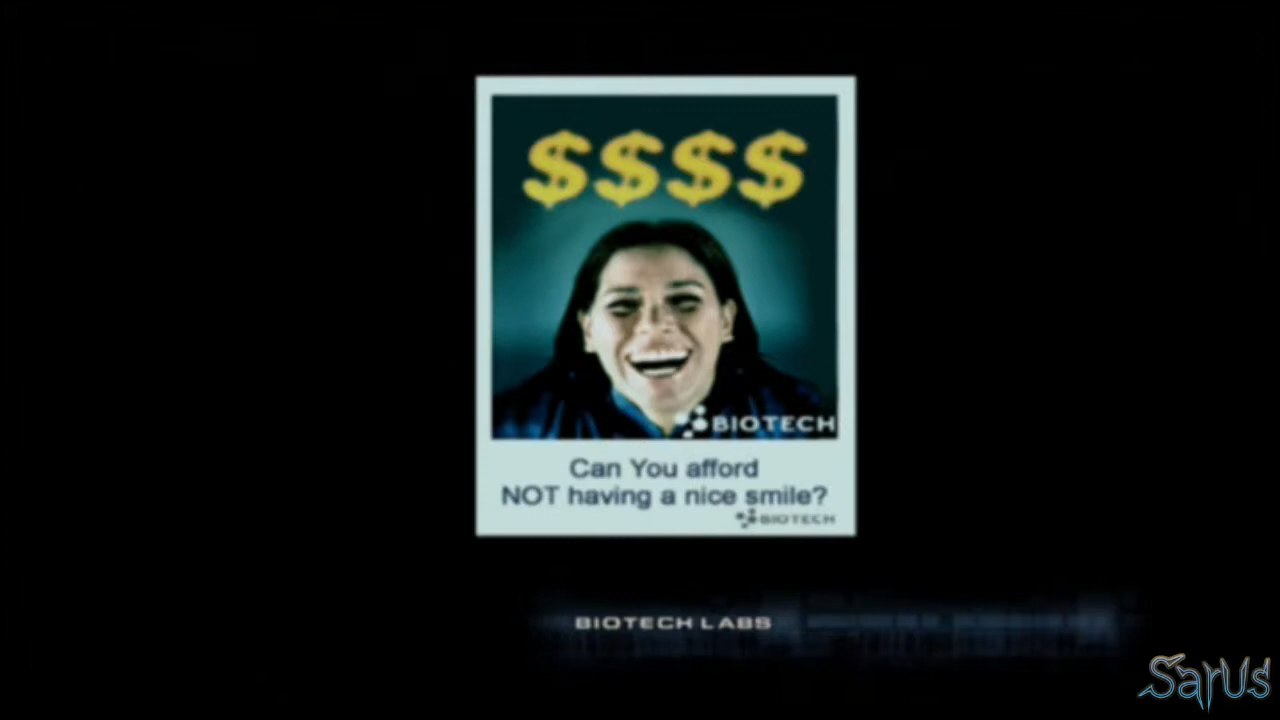 $$$$
BIOTECH
Can You afford
NOT having a nice smile?
BIOTECH
BIOTECH LABS
Sarus